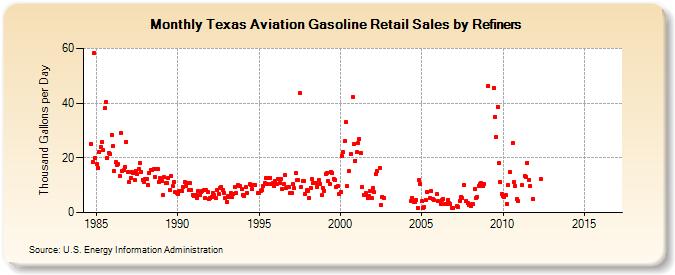 Monthly Texas Aviation Gasoline Retail Sales by Refiners
Thousand Gallons per Day
60
40
20
0
1985 1990 1995 2000 2005 2010 2015
Source: U.S. Energy Information Administration